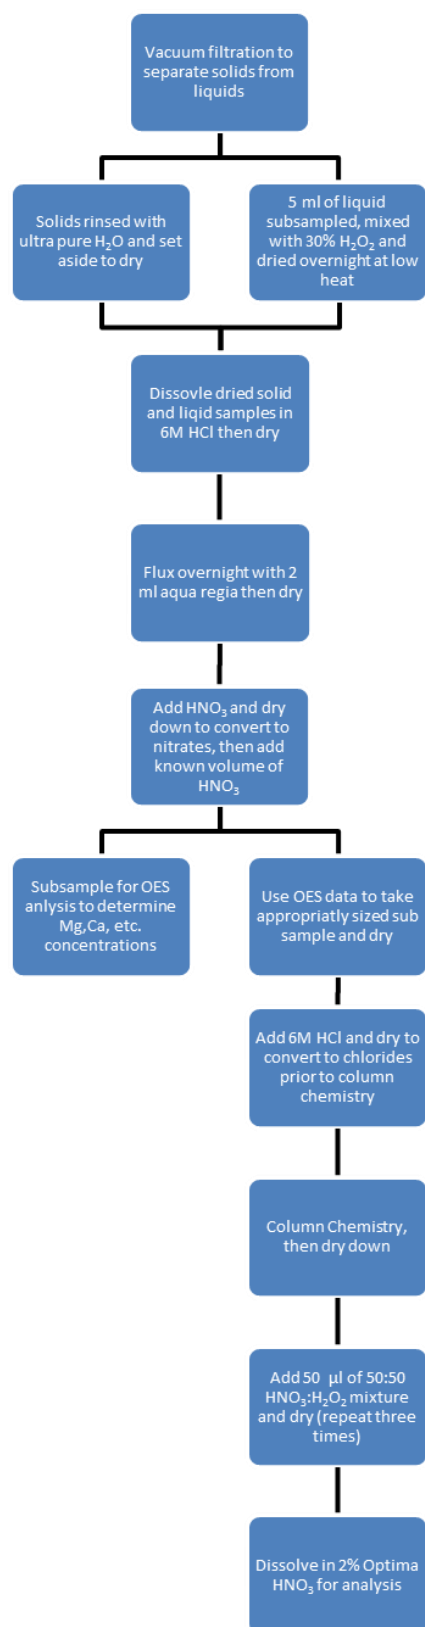 Vacuum filtration to
separate solids from
liquids
Solids rinsed with
ultra pure H₂O and set
aside to dry
5 ml of liquid
subsampled, mixed
with 30% H₂O₂ and
dried overnight at low
heat
Dissovle dried solid
and liqid samples in
6M HCl then dry
Flux overnight with 2
ml aqua regia then dry
Add HNO₃ and dry
down to convert to
nitrates, then add
known volume of
HNO₃
Subsample for OES
anlysis to determine
Mg,Ca, etc.
concentrations
Use OES data to take
appropriatly sized sub
sample and dry
Add 6M HCl and dry to
convert to chlorides
prior to column
chemistry
Column Chemistry,
then dry down
Add 50 µl of 50:50
HNO₃:H₂O₂ mixture
and dry (repeat three
times)
Dissolve in 2% Optima
HNO₃ for analysis